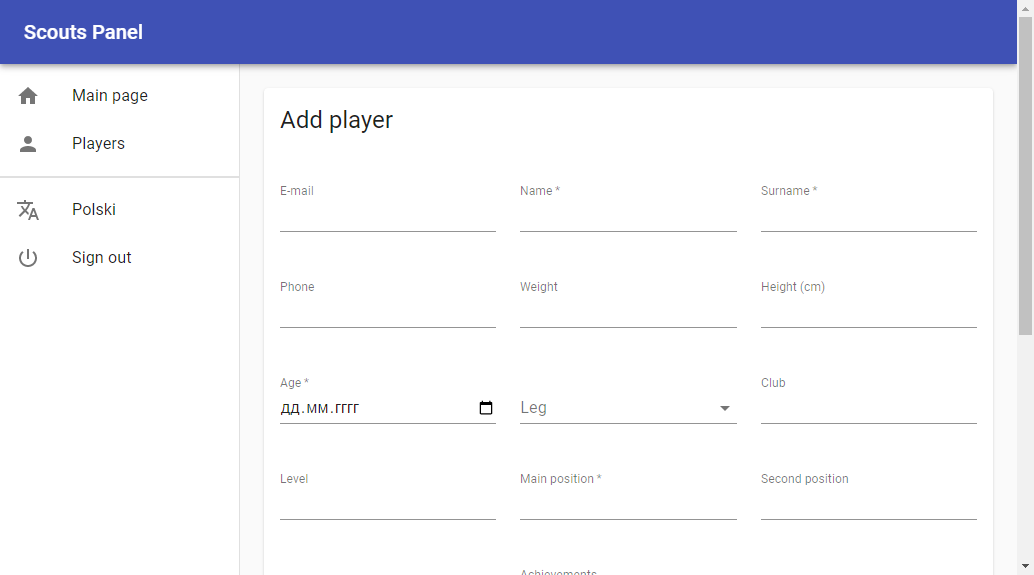 Scouts Panel
Main page
Players
Polski
Sign out
Add player
E-mail
Name *
Surname *
Phone
Weight
Height (cm)
Age *
ДД.ММ.ГГГГ
Leg
Club
Level
Main position *
Second position
Achievements